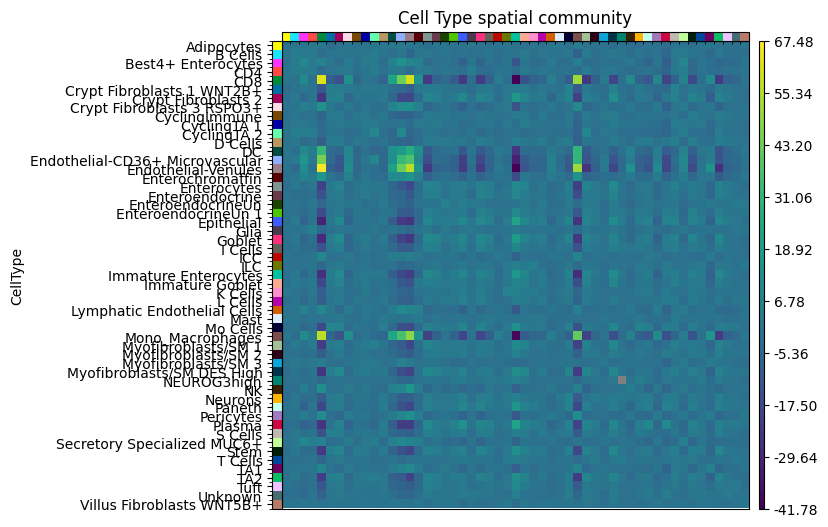 Cell Type spatial community
Adipocytes
B Cells
Best4+ Enterocytes
CD4
CD8
Crypt Fibroblasts 1 WNT2B+
Crypt Fibroblasts 2
Crypt Fibroblasts 3 RSPO3+
CyclingImmune
CyclingTA 1
CyclingTA 2
D Cells
DC
Endothelial-CD36+ Microvascular
Endothelial-Venules
Enterochromaffin
Enterocytes
Enteroendocrine
EnteroendocrineUn
EnteroendocrineUn 1
Epithelial
Glia
Goblet
I Cells
ICC
ILC
Immature Enterocytes
Immature Goblet
K Cells
L Cells
Lymphatic Endothelial Cells
Mast
Mo Cells
Mono_Macrophages
Myofibroblasts/SM 1
Myofibroblasts/SM 2
Myofibroblasts/SM 3
Myofibroblasts/SM DES High
NEUROG3high
NK
Neurons
Paneth
Pericytes
Plasma
S Cells
Secretory Specialized MUC6+
Stem
T Cells
TA1
TA2
Tuft
Unknown
Villus Fibroblasts WNT5B+
CellType
67.48
55.34
43.20
31.06
18.92
6.78
-5.36
-17.50
-29.64
-41.78